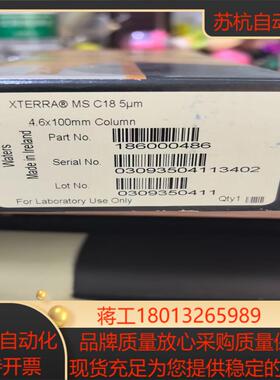 苏杭自动
XTERRA® MS C18 5µm
4.6x100mm Column
Part No.
186000486
Serial No.
03093504113402
Lot No.
0309350411
For Laboratory Use Only
Qty1
Waters
Made in Ireland
蒋工18013265989
自动化
开票
品牌质量放心采购质量保
现货充足为您提供稳定可